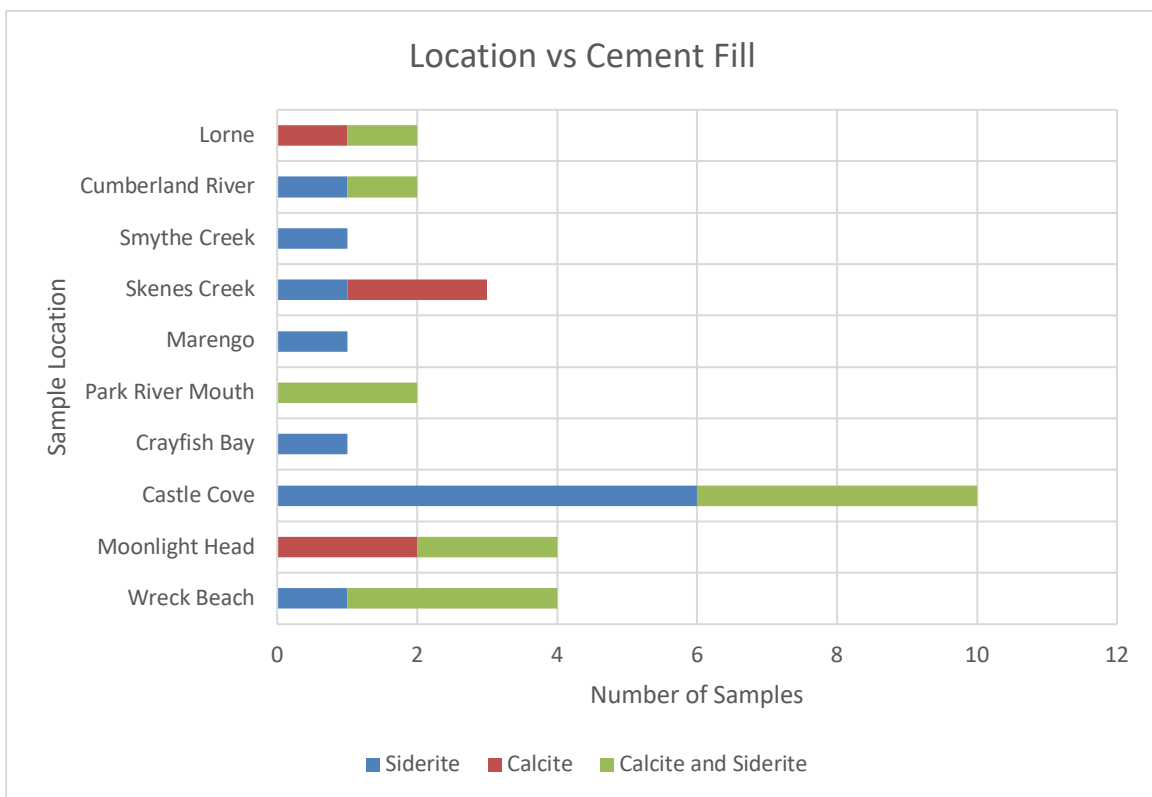 Location vs Cement Fill
Sample Location
Lorne
Cumberland River
Smythe Creek
Skenes Creek
Marengo
Park River Mouth
Crayfish Bay
Castle Cove
Moonlight Head
Wreck Beach
0 2 4 6 8 10 12
Number of Samples
Siderite Calcite Calcite and Siderite